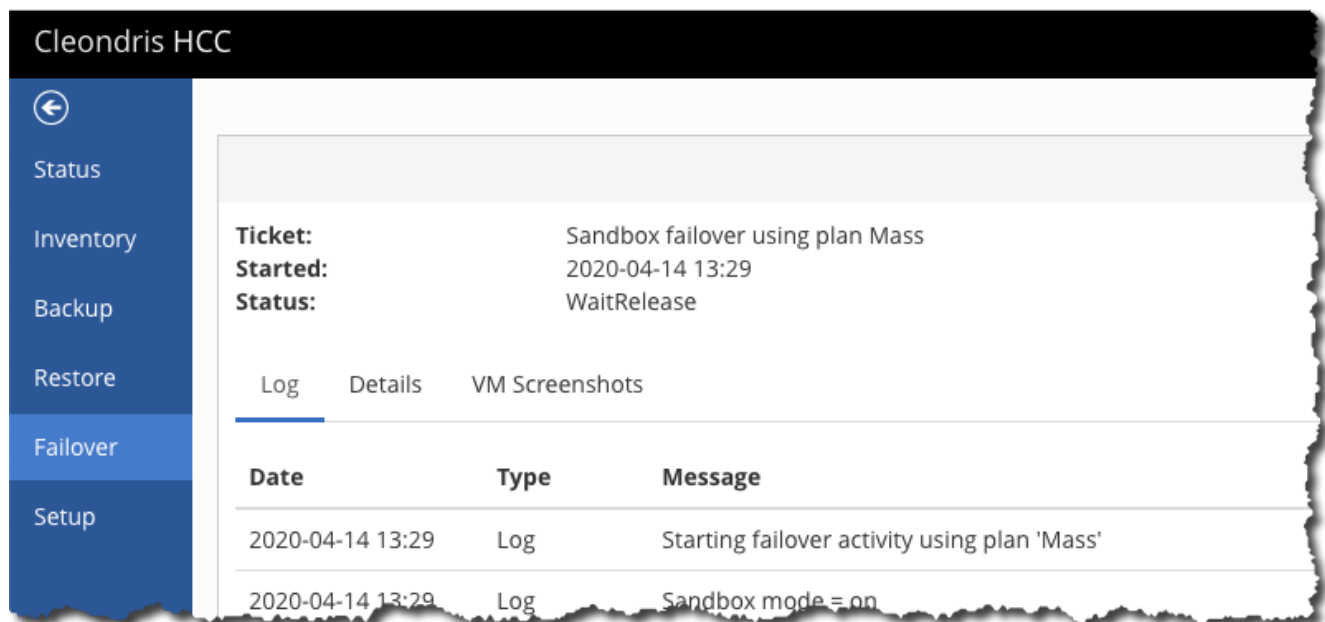 Cleondris HCC
Status
Inventory
Backup
Restore
Failover
Setup
Ticket: Sandbox failover using plan Mass
Started: 2020-04-14 13:29
Status: WaitRelease
Log Details VM Screenshots
Date Type Message
2020-04-14 13:29 Log Starting failover activity using plan 'Mass'
2020-04-14 13:29 Log Sandbox mode = on